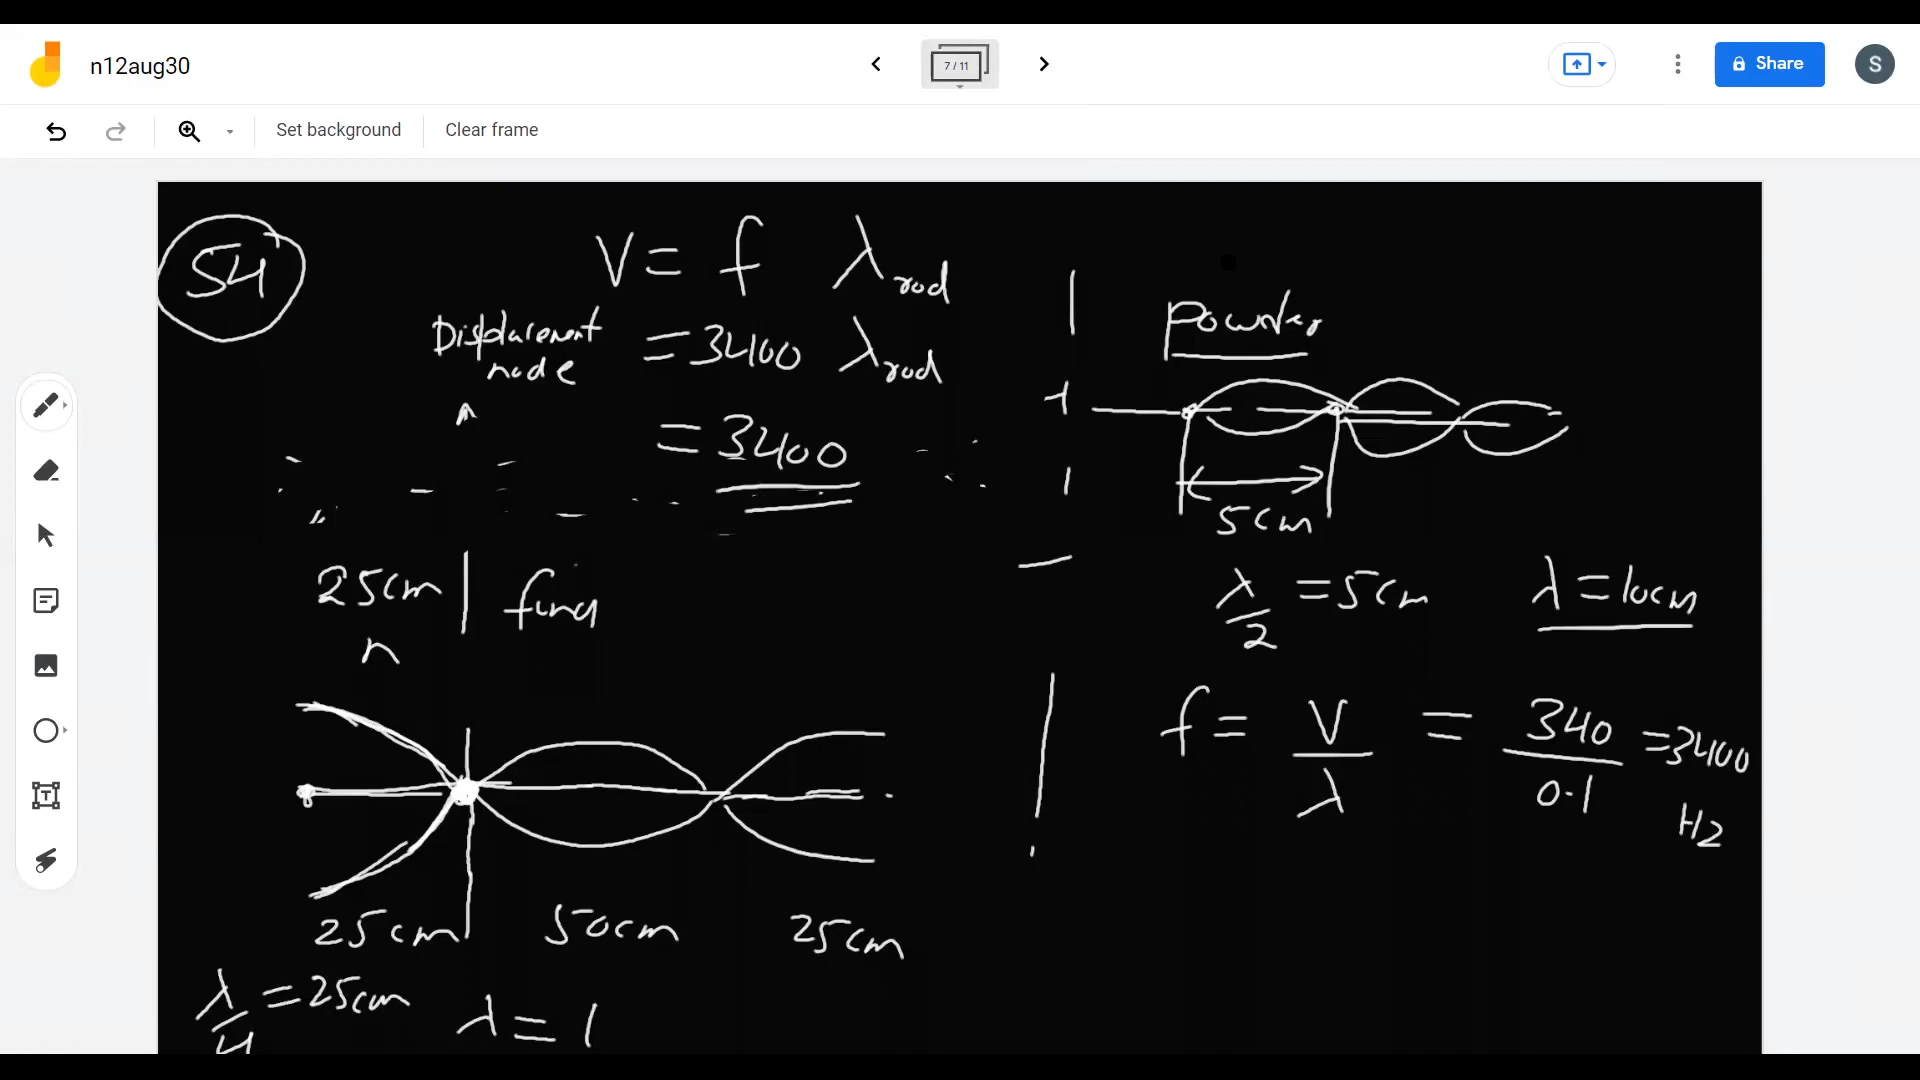 n12aug30
7 / 11
Share
S
Set background
Clear frame
54
V = f λrod
Displacement node
= 3400 λrod
= 3400
25cm
n
25cm 50cm 25cm
λ/4 = 25cm λ = 1
Powder
5cm
λ/2 = 5cm λ = 10cm
f = V/λ = 340/0.1 = 3400 Hz